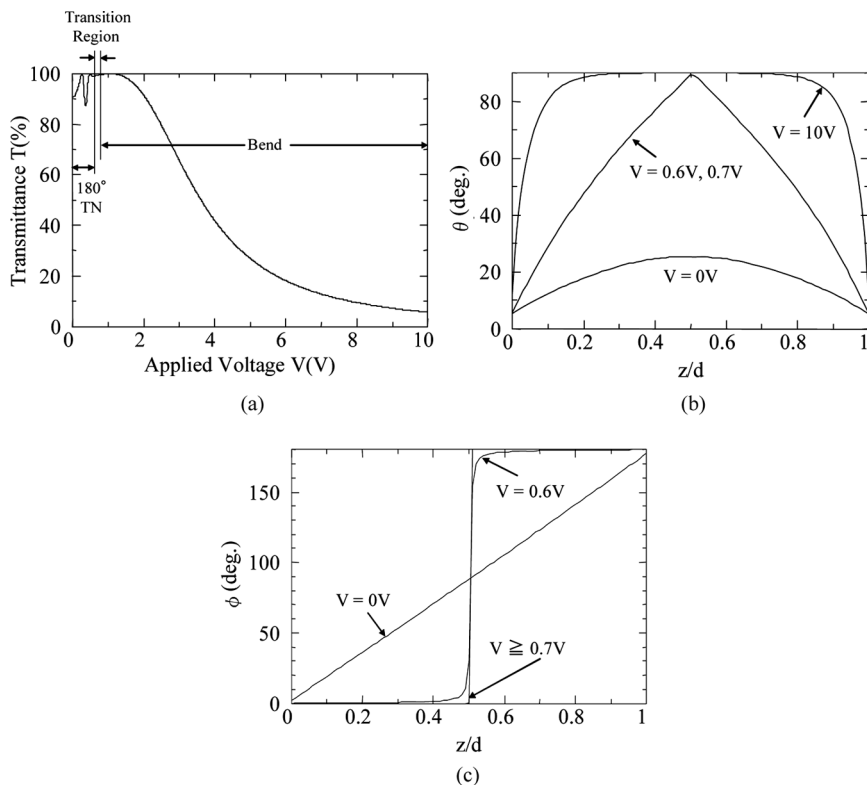 Transition
Region
100
80
60
40
20
0
Transmittance T(%)
Bend
180°
TN
0 2 4 6 8 10
Applied Voltage V(V)
(a)
80
60
40
20
0
θ (deg.)
V = 10V
V = 0.6V, 0.7V
V = 0V
0 0.2 0.4 0.6 0.8 1
z/d
(b)
150
100
50
0
ϕ (deg.)
V = 0.6V
V = 0V
V ≧ 0.7V
0 0.2 0.4 0.6 0.8 1
z/d
(c)